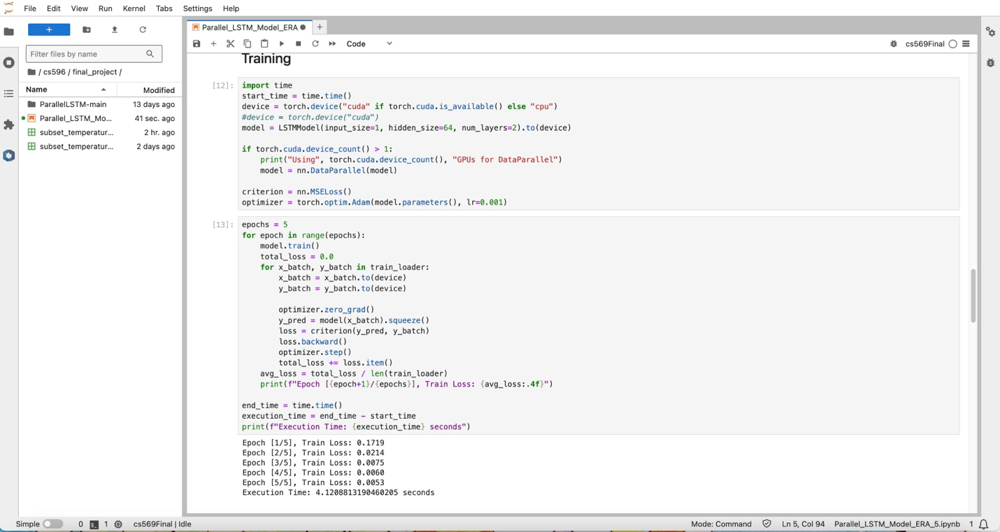 File Edit View Run Kernel Tabs Settings Help
+
Filter files by name
/ cs596 / final_project /
Name Modified
ParallelLSTM-main 13 days ago
Parallel_LSTM_Mo... 41 sec. ago
subset_temperatur... 2 hr. ago
subset_temperatur... 2 days ago
Parallel_LSTM_Model_ERA
+
Code
cs569Final
Training
[12]:
import time
start_time = time.time()
device = torch.device("cuda" if torch.cuda.is_available() else "cpu")
#device = torch.device("cuda")
model = LSTMModel(input_size=1, hidden_size=64, num_layers=2).to(device)
if torch.cuda.device_count() > 1:
    print("Using", torch.cuda.device_count(), "GPUs for DataParallel")
    model = nn.DataParallel(model)
criterion = nn.MSELoss()
optimizer = torch.optim.Adam(model.parameters(), lr=0.001)
[13]:
epochs = 5
for epoch in range(epochs):
    model.train()
    total_loss = 0.0
    for x_batch, y_batch in train_loader:
        x_batch = x_batch.to(device)
        y_batch = y_batch.to(device)
        optimizer.zero_grad()
        y_pred = model(x_batch).squeeze()
        loss = criterion(y_pred, y_batch)
        loss.backward()
        optimizer.step()
        total_loss += loss.item()
    avg_loss = total_loss / len(train_loader)
    print(f"Epoch [{epoch+1}/{epochs}], Train Loss: {avg_loss:.4f}")
end_time = time.time()
execution_time = end_time - start_time
print(f"Execution Time: {execution_time} seconds")
Epoch [1/5], Train Loss: 0.1719
Epoch [2/5], Train Loss: 0.0214
Epoch [3/5], Train Loss: 0.0075
Epoch [4/5], Train Loss: 0.0060
Epoch [5/5], Train Loss: 0.0053
Execution Time: 4.1208813190460205 seconds
Simple 0 $_ 1 cs569Final | Idle Mode: Command Ln 5, Col 94 Parallel_LSTM_Model_ERA_5.ipynb 1